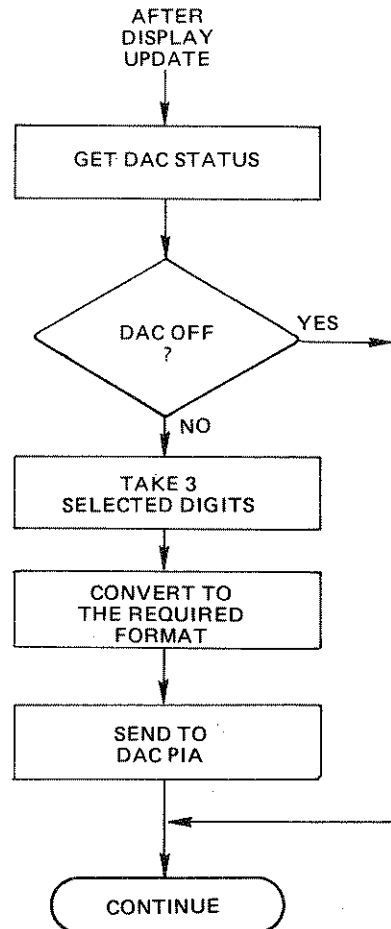 AFTER
DISPLAY
UPDATE
GET DAC STATUS
DAC OFF
?
YES
NO
TAKE 3
SELECTED DIGITS
CONVERT TO
THE REQUIRED
FORMAT
SEND TO
DAC PIA
CONTINUE